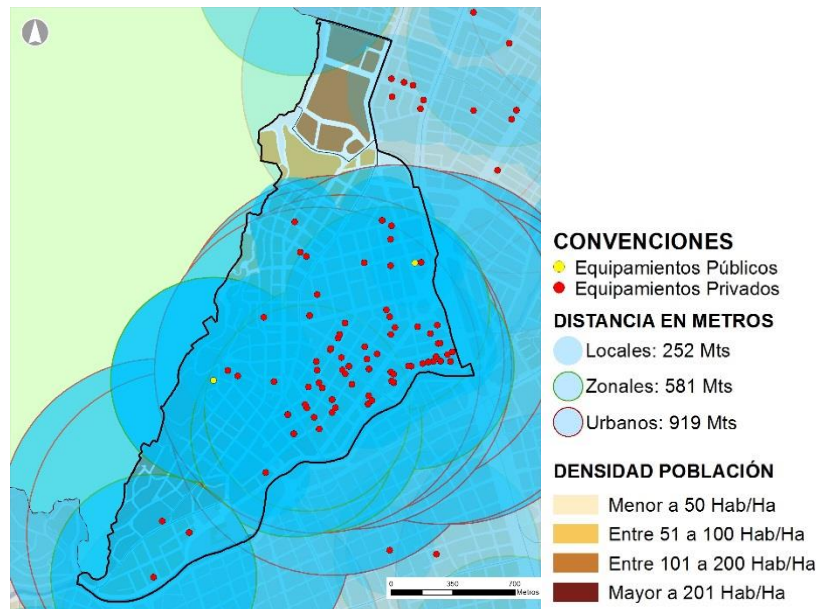 CONVENCIONES
Equipamientos Públicos
Equipamientos Privados
DISTANCIA EN METROS
Locales: 252 Mts
Zonales: 581 Mts
Urbanos: 919 Mts
DENSIDAD POBLACIÓN
Menor a 50 Hab/Ha
Entre 51 a 100 Hab/Ha
Entre 101 a 200 Hab/Ha
Mayor a 201 Hab/Ha
0 350 700
Metros